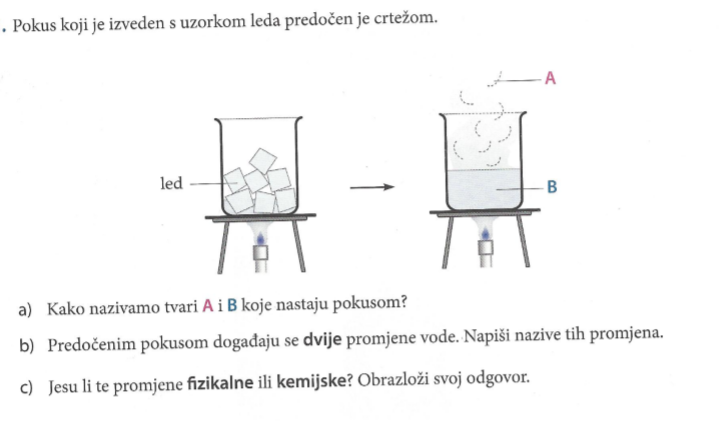 . Pokus koji je izveden s uzorkom leda predočen je crtežom.
A
led
B
a) Kako nazivamo tvari A i B koje nastaju pokusom?
b) Predočenim pokusom događaju se dvije promjene vode. Napiši nazive tih promjena.
c) Jesu li te promjene fizikalne ili kemijske? Obrazloži svoj odgovor.